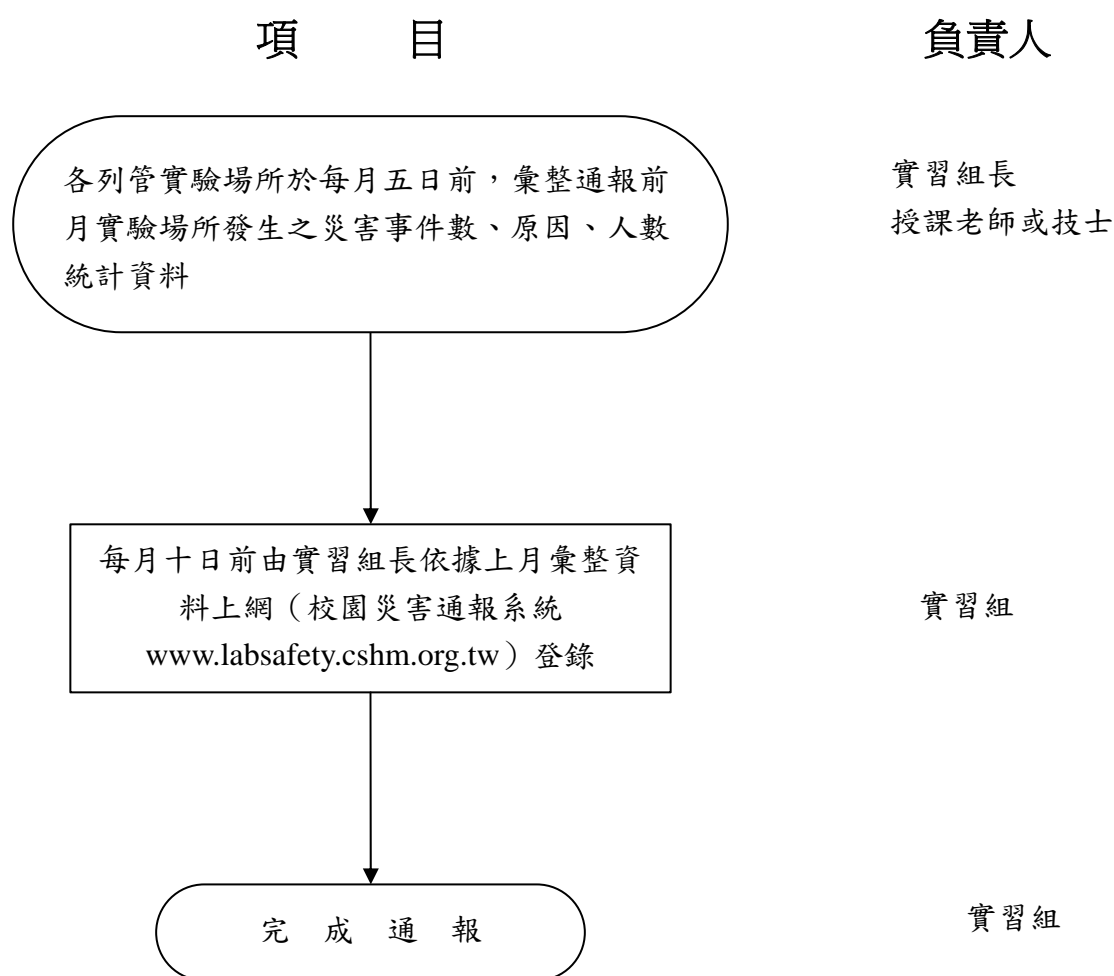 項 目 負責人
各列管實驗場所於每月五日前，彙整通報前
月實驗場所發生之災害事件數、原因、人數
統計資料
實習組長
授課老師或技士
每月十日前由實習組長依據上月彙整資
料上網（校園災害通報系統
www.labsafety.cshm.org.tw）登錄
實習組
完 成 通 報
實習組